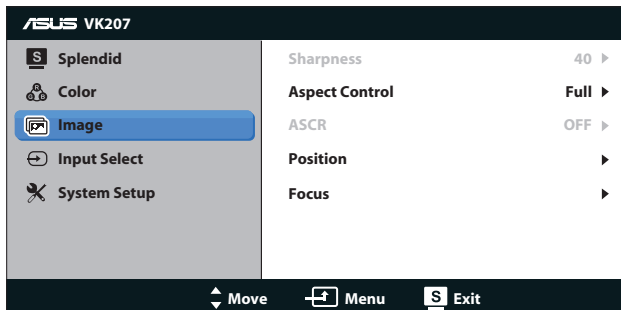 ASUS VK207
S Splendid
R G B Color
Image
Input Select
System Setup
Sharpness 40
Aspect Control Full
ASCR OFF
Position
Focus
Move Menu S Exit